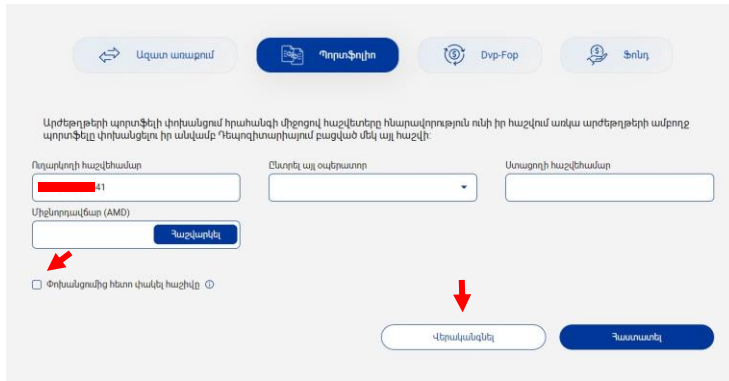 Ազատ առաքում
Պորտֆոլիո
Dvp-Fop
Ֆոնդ
Արժեթղթերի պորտֆելի փոխանցում հրահանգի միջոցով հաշվետերը հնարավորություն ունի իր հաշվում առկա արժեթղթերի ամբողջ
պորտֆելը փոխանցելու իր անվամբ Դեպոզիտարիայում բացված մեկ այլ հաշվի:
Ուղարկողի հաշվեհամար
Ընտրել այլ օպերատոր
Ստացողի հաշվեհամար
41
Միջնորդավճար (AMD)
Հաշվարկել
Փոխանցումից հետո փակել հաշիվը
Վերականգնել
Հաստատել